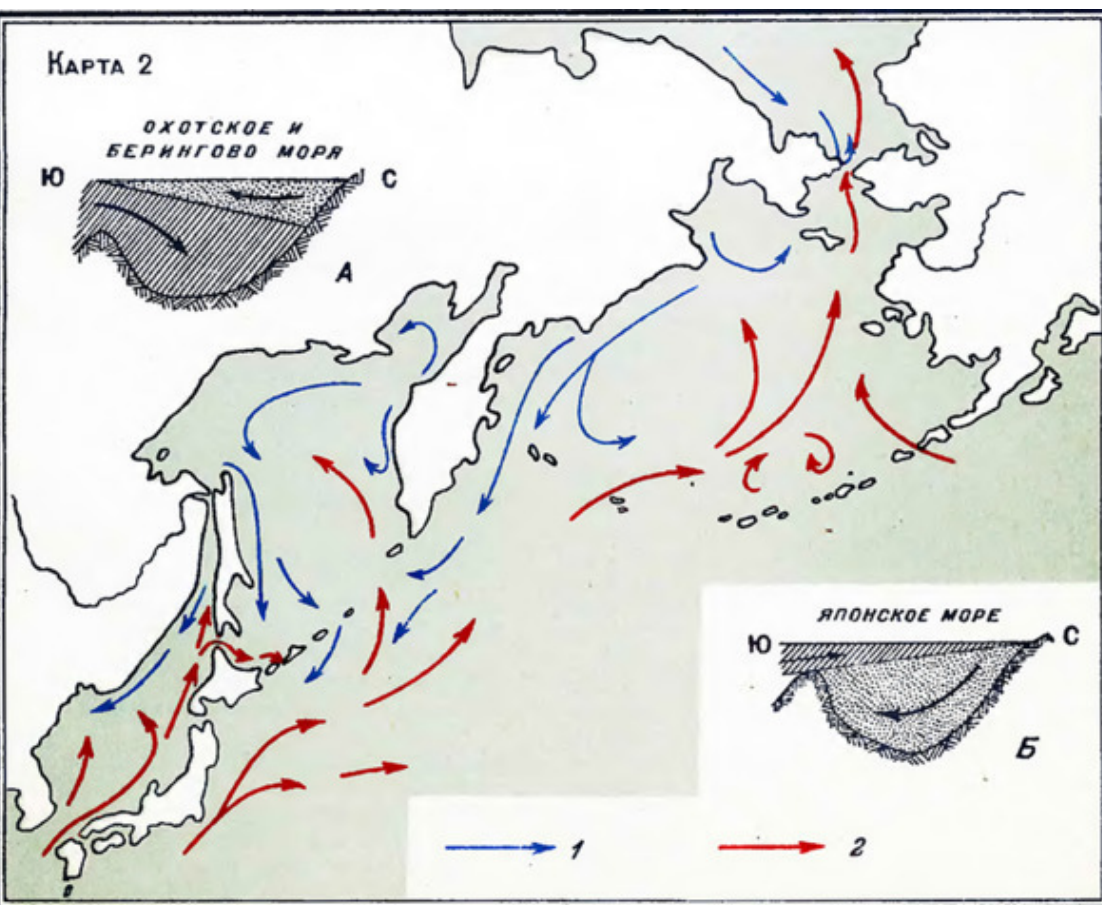 Карта 2
ОХОТСКОЕ И
БЕРИНГОВО МОРЯ
Ю С
А
ЯПОНСКОЕ МОРЕ
Ю С
Б
1 2